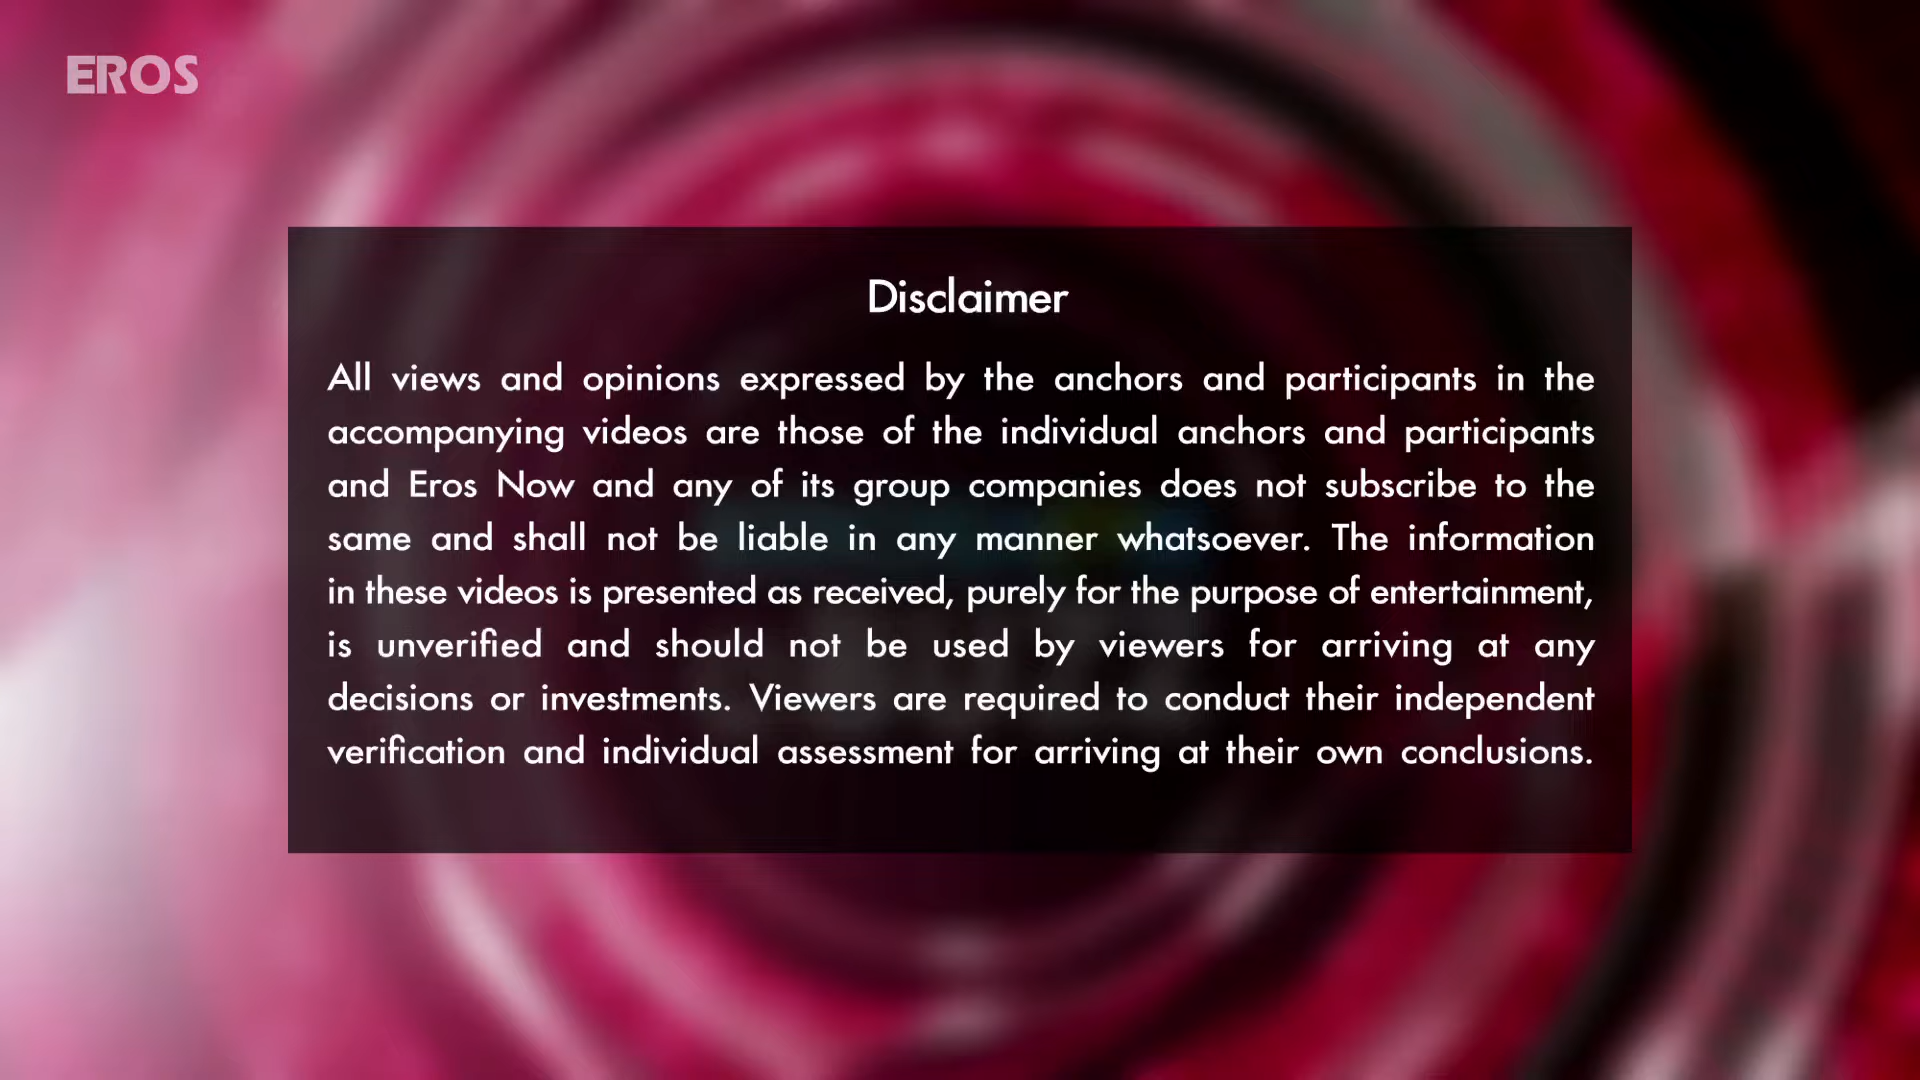 EROS
Disclaimer
All views and opinions expressed by the anchors and participants in the
accompanying videos are those of the individual anchors and participants
and Eros Now and any of its group companies does not subscribe to the
same and shall not be liable in any manner whatsoever. The information
in these videos is presented as received, purely for the purpose of entertainment,
is unverified and should not be used by viewers for arriving at any
decisions or investments. Viewers are required to conduct their independent
verification and individual assessment for arriving at their own conclusions.